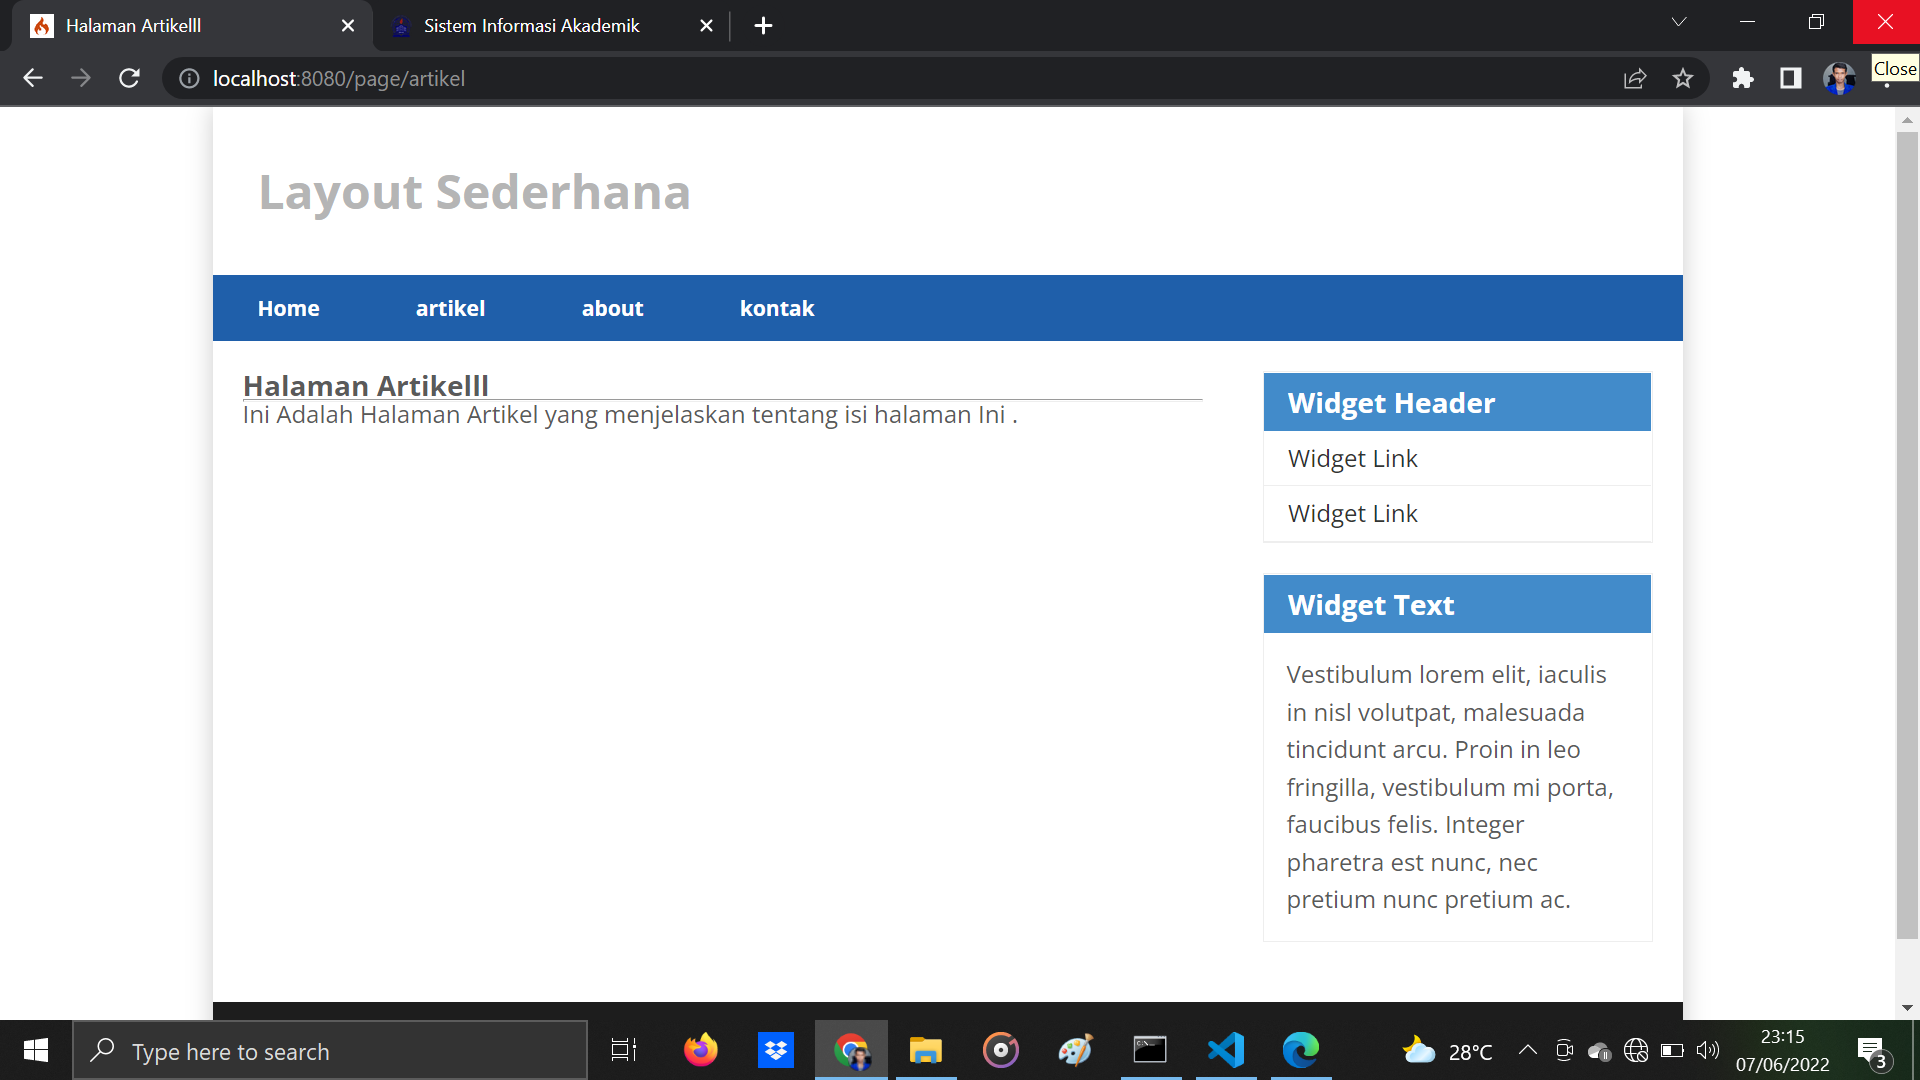 Halaman Artikelll
Sistem Informasi Akademik
localhost:8080/page/artikel
Close
Layout Sederhana
Home artikel about kontak
Halaman Artikelll
Ini Adalah Halaman Artikel yang menjelaskan tentang isi halaman Ini .
Widget Header
Widget Link
Widget Link
Widget Text
Vestibulum lorem elit, iaculis
in nisl volutpat, malesuada
tincidunt arcu. Proin in leo
fringilla, vestibulum mi porta,
faucibus felis. Integer
pharetra est nunc, nec
pretium nunc pretium ac.
Type here to search
28°C
23:15
07/06/2022
3